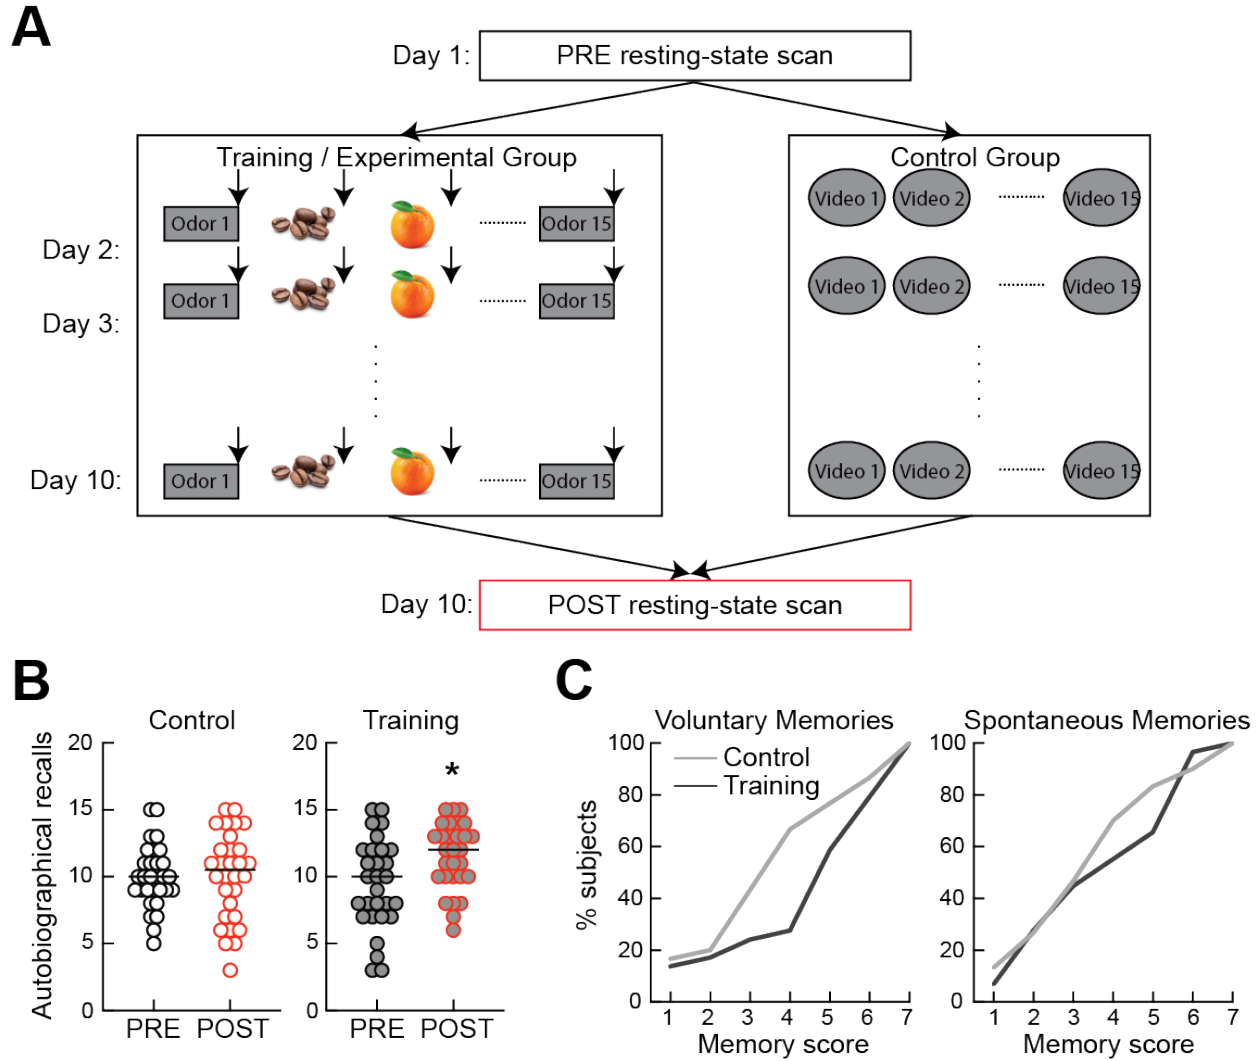 A
Day 1:
PRE resting-state scan
Training / Experimental Group
Control Group
Odor 1
Odor 15
Video 1
Video 2
Video 15
Day 2:
Odor 1
Odor 15
Video 1
Video 2
Video 15
Day 3:
Day 10:
Odor 1
Odor 15
Video 1
Video 2
Video 15
Day 10:
POST resting-state scan
B
Autobiographical recalls
Control
20
15
10
5
0
PRE
POST
Training
*
20
15
10
5
0
PRE
POST
C
% subjects
Voluntary Memories
Control
Training
100
80
60
40
20
0
1 2 3 4 5 6 7
Memory score
Spontaneous Memories
100
80
60
40
20
0
1 2 3 4 5 6 7
Memory score